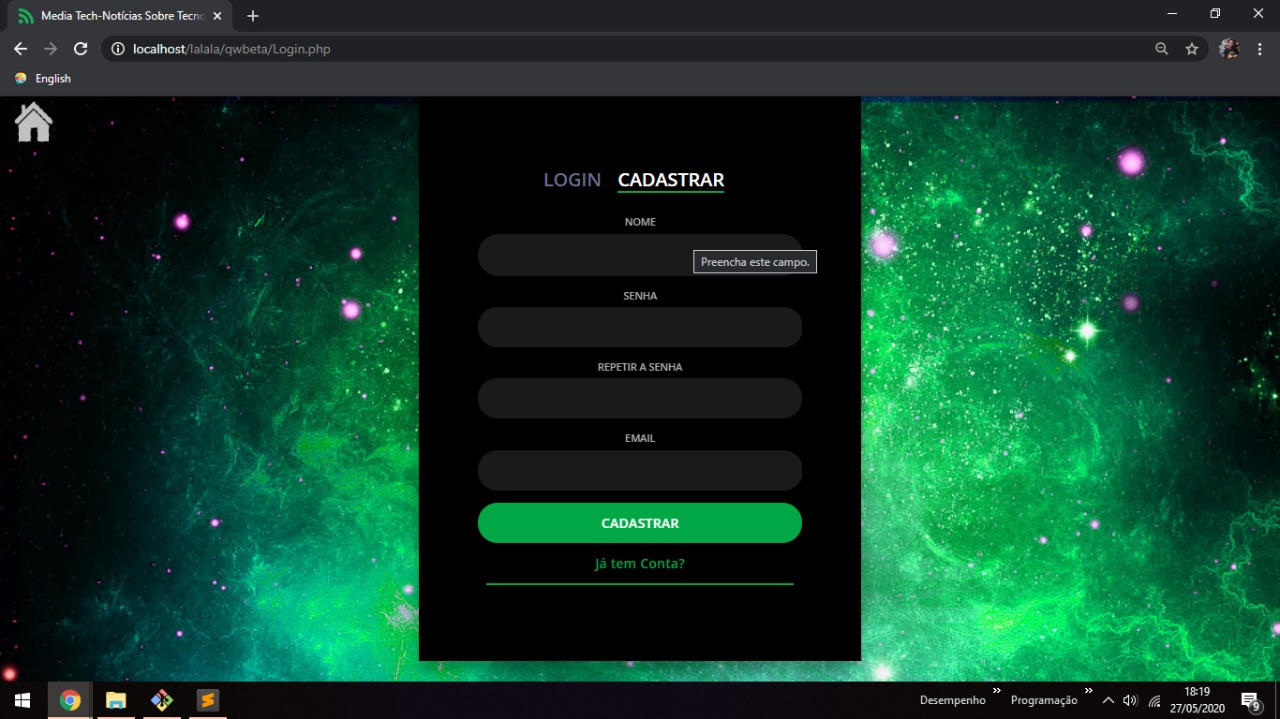 Media Tech-Notícias Sobre Tecno
localhost/lalala/qwbeta/Login.php
English
LOGIN CADASTRAR
NOME
Preencha este campo.
SENHA
REPETIR A SENHA
EMAIL
CADASTRAR
Já tem Conta?
Desempenho » Programação »
18:19
27/05/2020
9